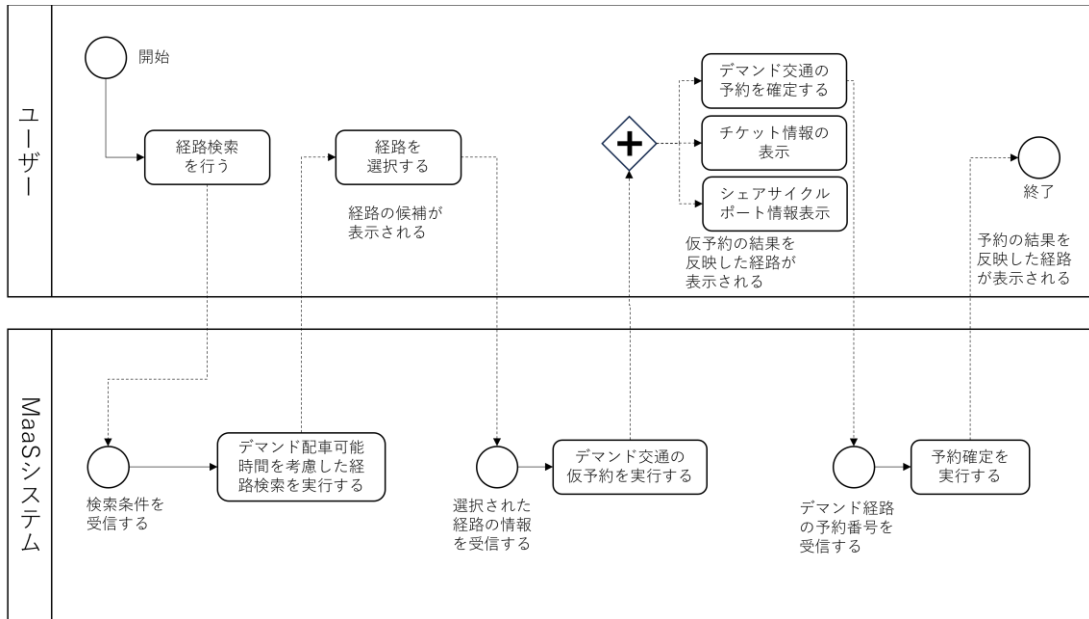 ユーザー
開始
経路検索
を行う
経路を
選択する
経路の候補が
表示される
デマンド交通の
予約を確定する
チケット情報の
表示
シェアサイクル
ポート情報表示
仮予約の結果を
反映した経路が
表示される
終了
予約の結果を
反映した経路
が表示される
MaaSシステム
検索条件を
受信する
デマンド配車可能
時間を考慮した経
路検索を実行する
選択された
経路の情報
を受信する
デマンド交通の
仮予約を実行する
デマンド経路
の予約番号を
受信する
予約確定を
実行する